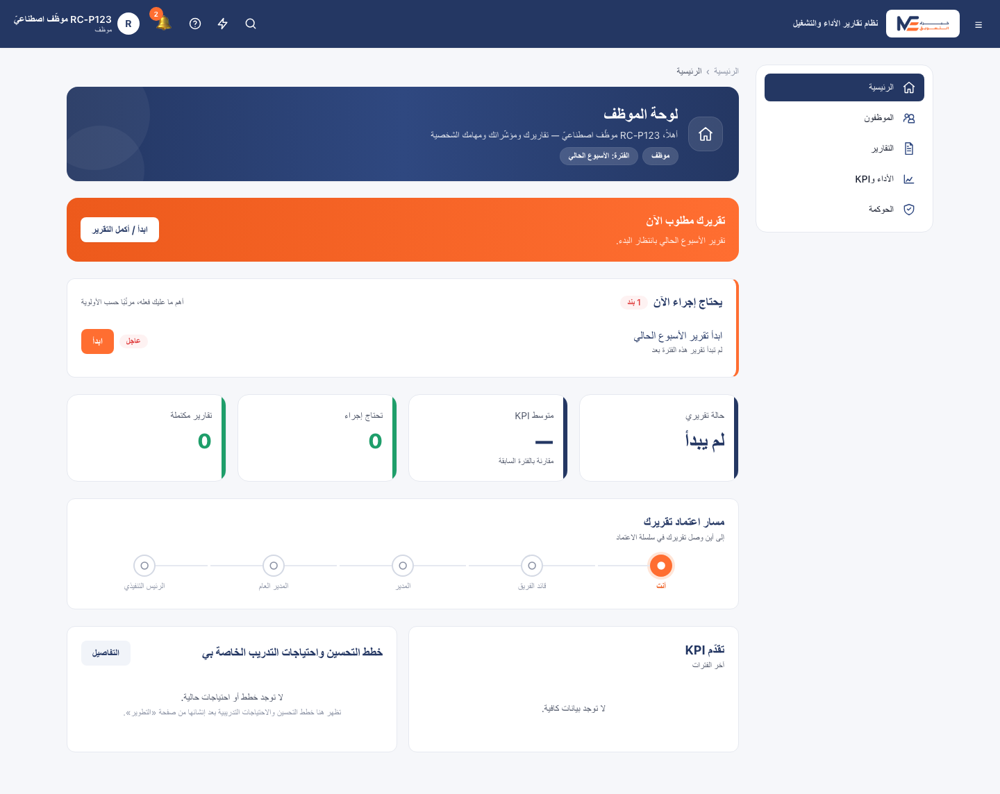 خبراء
التسويق
نظام تقارير الأداء والتشغيل
2
R
RC-P123 موظّف اصطناعيّ
موظف
الرئيسية
الموظفون
التقارير
الأداء وKPI
الحوكمة
الرئيسية › الرئيسية
لوحة الموظف
أهلاً، RC-P123 موظّف اصطناعيّ — تقاريرك ومؤشّراتك ومهامك الشخصية
موظف
الفترة: الأسبوع الحالي
تقريرك مطلوب الآن
تقرير الأسبوع الحالي بانتظار البدء.
ابدأ / أكمل التقرير
يحتاج إجراء الآن
1 بند
أهم ما عليك فعله، مرتّبًا حسب الأولوية
ابدأ تقرير الأسبوع الحالي
لم تبدأ تقرير هذه الفترة بعد
عاجل
ابدأ
حالة تقريري
لم يبدأ
متوسط KPI
—
مقارنة بالفترة السابقة
تحتاج إجراء
0
تقارير مكتملة
0
مسار اعتماد تقريرك
إلى أين وصل تقريرك في سلسلة الاعتماد
أنت
قائد الفريق
المدير
المدير العام
الرئيس التنفيذي
تقدّم KPI
آخر الفترات
لا توجد بيانات كافية.
خطط التحسين واحتياجات التدريب الخاصة بي
التفاصيل
لا توجد خطط أو احتياجات حالية.
تظهر هنا خطط التحسين والاحتياجات التدريبية بعد إنشائها من صفحة «التطوير».